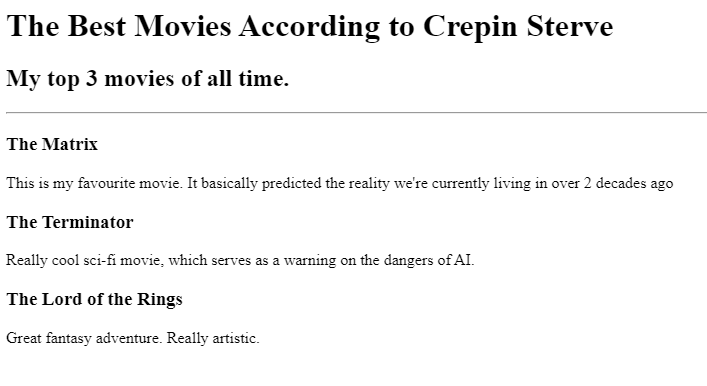 The Best Movies According to Crepin Sterve
My top 3 movies of all time.
The Matrix
This is my favourite movie. It basically predicted the reality we're currently living in over 2 decades ago
The Terminator
Really cool sci-fi movie, which serves as a warning on the dangers of AI.
The Lord of the Rings
Great fantasy adventure. Really artistic.